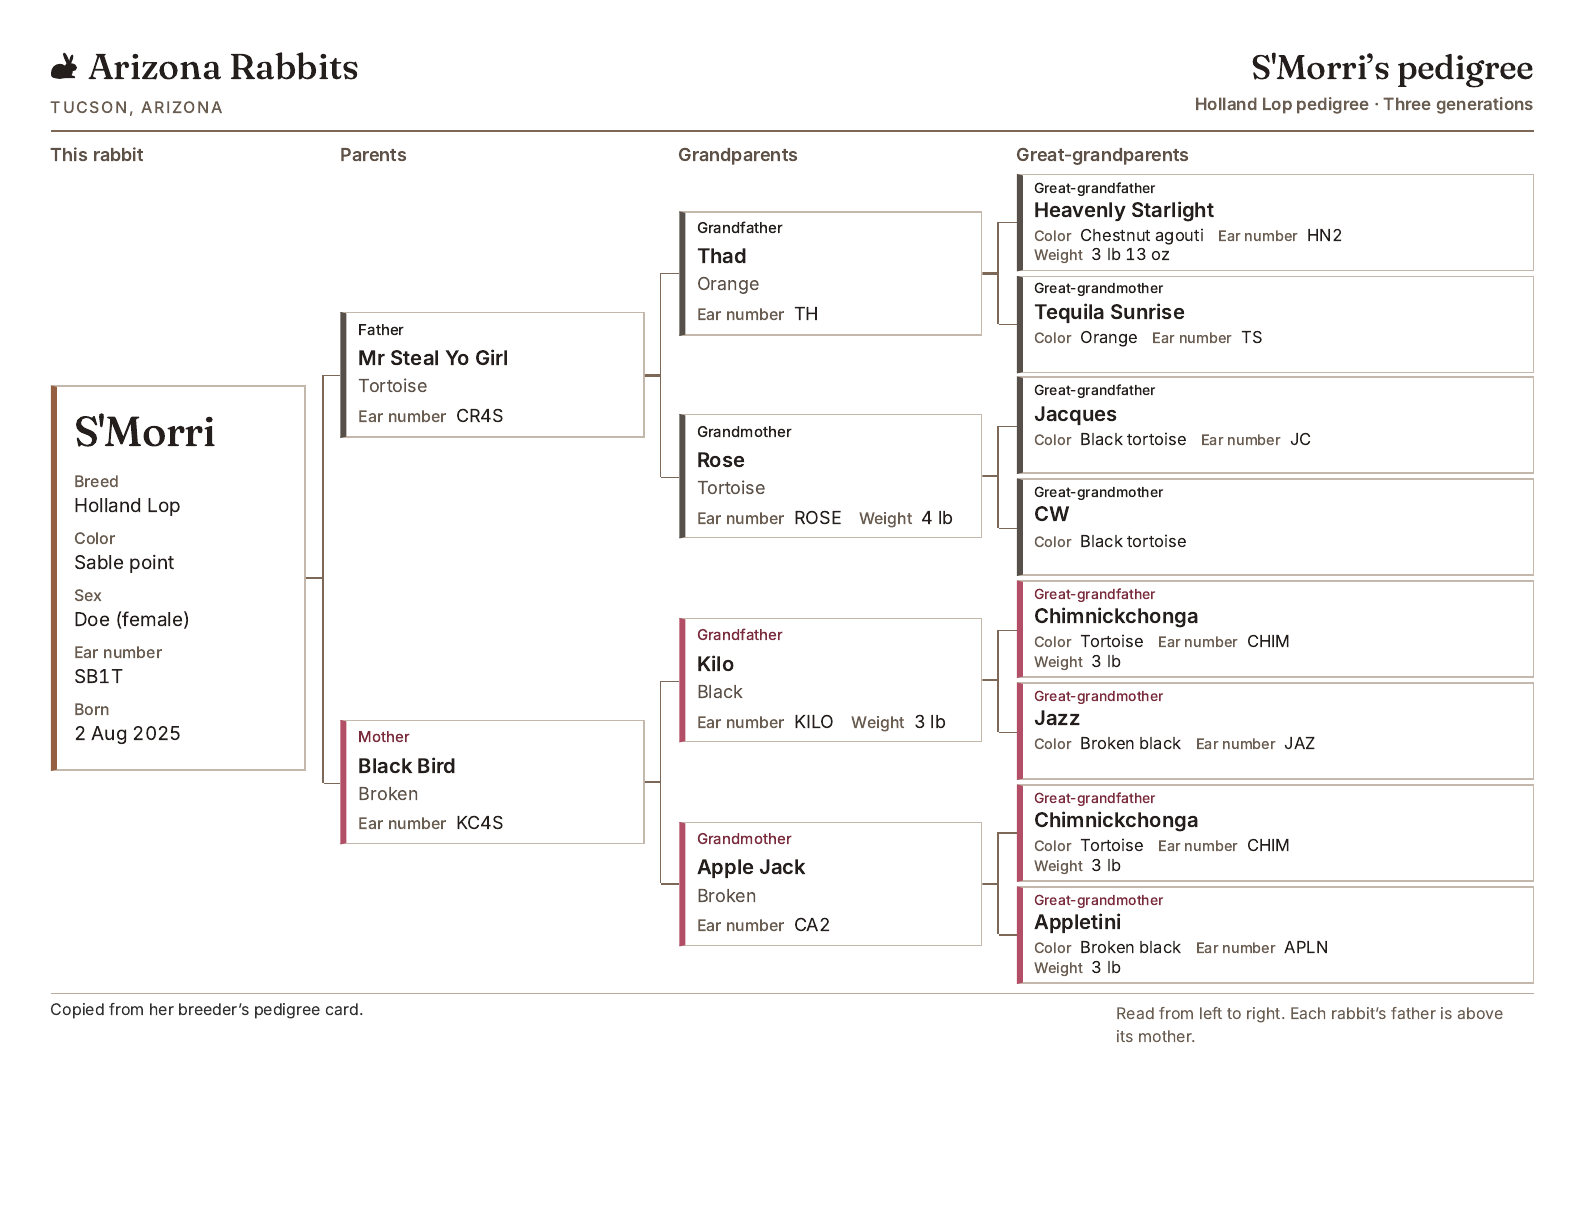 Arizona Rabbits
TUCSON, ARIZONA
S'Morri’s pedigree
Holland Lop pedigree · Three generations
This rabbit
Parents
Grandparents
Great-grandparents
S'Morri
Breed
Holland Lop
Color
Sable point
Sex
Doe (female)
Ear number
SB1T
Born
2 Aug 2025
Father
Mr Steal Yo Girl
Tortoise
Ear number CR4S
Mother
Black Bird
Broken
Ear number KC4S
Grandfather
Thad
Orange
Ear number TH
Grandmother
Rose
Tortoise
Ear number ROSE Weight 4 lb
Grandfather
Kilo
Black
Ear number KILO Weight 3 lb
Grandmother
Apple Jack
Broken
Ear number CA2
Great-grandfather
Heavenly Starlight
Color Chestnut agouti Ear number HN2
Weight 3 lb 13 oz
Great-grandmother
Tequila Sunrise
Color Orange Ear number TS
Great-grandfather
Jacques
Color Black tortoise Ear number JC
Great-grandmother
CW
Color Black tortoise
Great-grandfather
Chimnickchonga
Color Tortoise Ear number CHIM
Weight 3 lb
Great-grandmother
Jazz
Color Broken black Ear number JAZ
Great-grandfather
Chimnickchonga
Color Tortoise Ear number CHIM
Weight 3 lb
Great-grandmother
Appletini
Color Broken black Ear number APLN
Weight 3 lb
Copied from her breeder’s pedigree card.
Read from left to right. Each rabbit’s father is above
its mother.